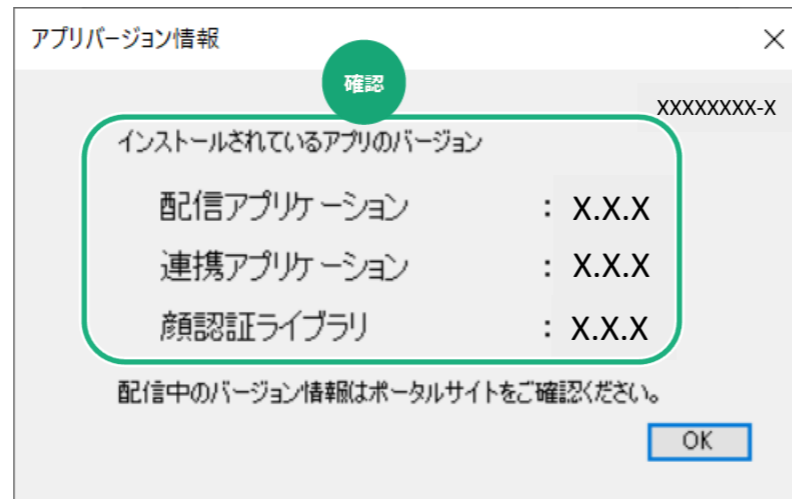 アプリバージョン情報
確認
XXXXXXXX-X
インストールされているアプリのバージョン
配信アプリケーション : X.X.X
連携アプリケーション : X.X.X
顔認証ライブラリ : X.X.X
配信中のバージョン情報はポータルサイトをご確認ください。
OK